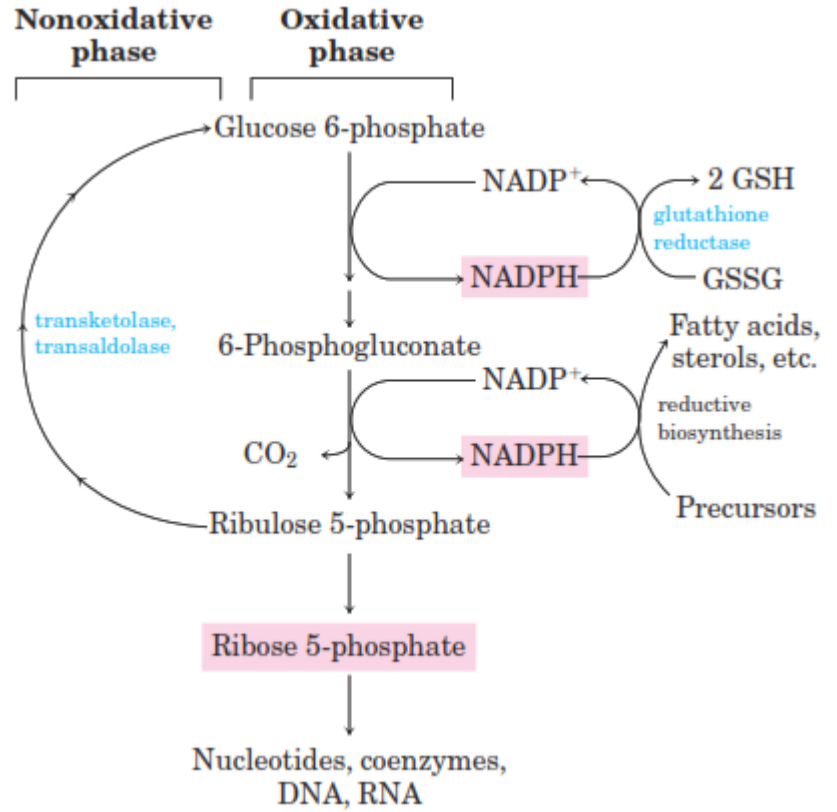 Nonoxidative
phase
Oxidative
phase
Glucose 6-phosphate
NADP+
2 GSH
glutathione
reductase
NADPH
GSSG
transketolase,
transaldolase
6-Phosphogluconate
Fatty acids,
sterols, etc.
NADP+
reductive
biosynthesis
CO2
NADPH
Precursors
Ribulose 5-phosphate
Ribose 5-phosphate
Nucleotides, coenzymes,
DNA, RNA